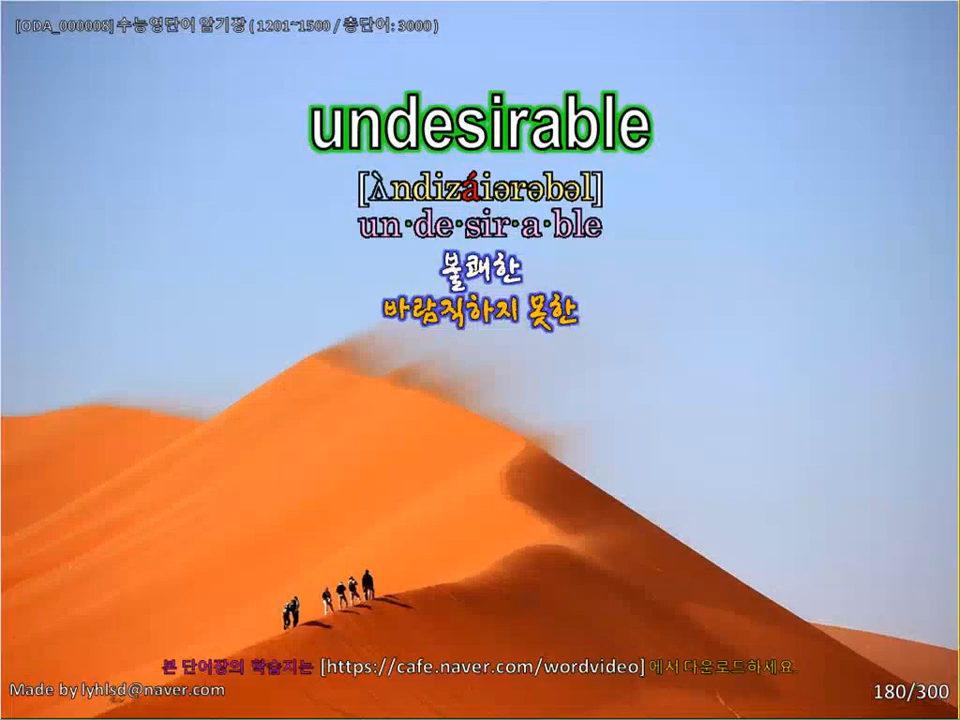 [ODA_000008] 수능영단어 암기장 ( 1201~1500 / 총단어: 3000 )
undesirable
[ʌ̀ndizáiərəbəl]
un·de·sir·a·ble
불쾌한
바람직하지 못한
본 단어장의 학습지는 [https://cafe.naver.com/wordvideo] 에서 다운로드하세요.
Made by lyhlsd@naver.com
180/300